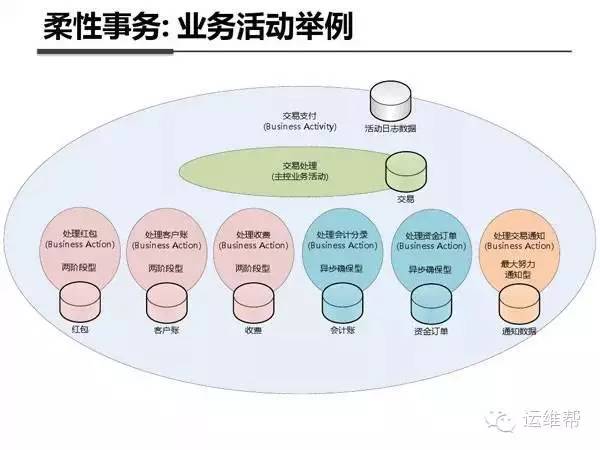 柔性事务: 业务活动举例
交易支付
(Business Activity)
活动日志数据
交易处理
(主控业务活动)
交易
处理红包
(Business Action)
两阶段型
红包
处理客户账
(Business Action)
两阶段型
客户账
处理收费
(Business Action)
两阶段型
收费
处理会计分录
(Business Action)
异步确保型
会计账
处理资金订单
(Business Action)
异步确保型
资金订单
处理交易通知
(Business Action)
最大努力
通知型
通知数据
运维帮